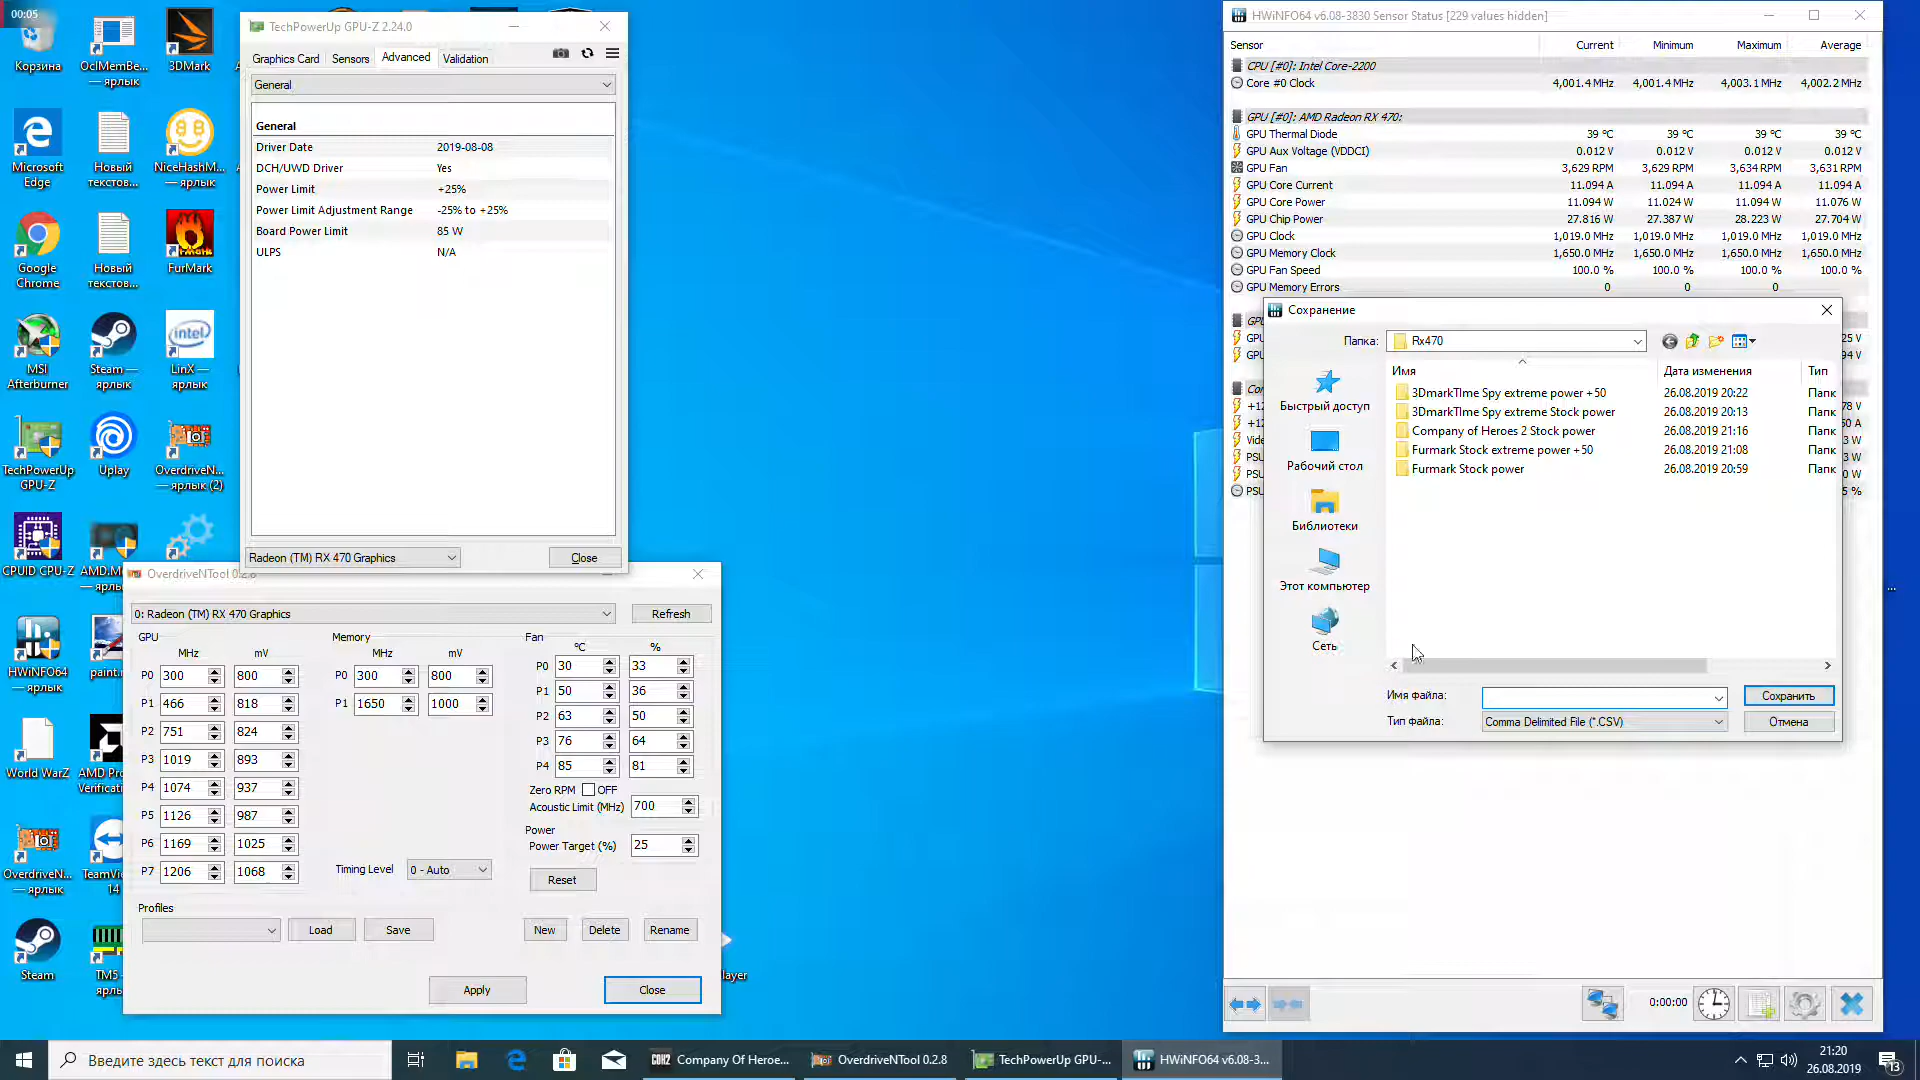 00:05
Корзина
OclMemBe...
— ярлык
3DMark
Microsoft
Edge
Новый
текстов...
NiceHashM...
— ярлык
Google
Chrome
Новый
текстов...
FurMark
MSI
Afterburner
Steam —
ярлык
LinX —
ярлык
TechPowerUp
GPU-Z
Uplay
OverdriveN...
— ярлык (2)
CPUID CPU-Z
AMD.M
— ярлы
HWiNFO64
— ярлык
paint.n
World WarZ
AMD Pro
Verificati
OverdriveN...
— ярлык
TeamVie
14
Steam
TM5 -
ярль
TechPowerUp GPU-Z 2.24.0
Graphics Card
Sensors
Advanced
Validation
General
General
Driver Date 2019-08-08
DCH/UWD Driver Yes
Power Limit +25%
Power Limit Adjustment Range -25% to +25%
Board Power Limit 85 W
ULPS N/A
Radeon (TM) RX 470 Graphics
Close
OverdriveNTool 0.2.8
0: Radeon (TM) RX 470 Graphics
Refresh
GPU
MHz mV
P0 300 800
P1 466 818
P2 751 824
P3 1019 893
P4 1074 937
P5 1126 987
P6 1169 1025
P7 1206 1068
Memory
MHz mV
P0 300 800
P1 1650 1000
Timing Level 0 - Auto
Fan
°C %
P0 30 33
P1 50 36
P2 63 50
P3 76 64
P4 85 81
Zero RPM OFF
Acoustic Limit (MHz) 700
Power
Power Target (%) 25
Reset
Profiles
Load
Save
New
Delete
Rename
Apply
Close
layer
HWiNFO64 v6.08-3830 Sensor Status [229 values hidden]
Sensor Current Minimum Maximum Average
CPU [#0]: Intel Core-2200
Core #0 Clock 4,001.4 MHz 4,001.4 MHz 4,003.1 MHz 4,002.2 MHz
GPU [#0]: AMD Radeon RX 470:
GPU Thermal Diode 39 °C 39 °C 39 °C 39 °C
GPU Aux Voltage (VDDCI) 0.012 V 0.012 V 0.012 V 0.012 V
GPU Fan 3,629 RPM 3,629 RPM 3,634 RPM 3,631 RPM
GPU Core Current 11.094 A 11.094 A 11.094 A 11.094 A
GPU Core Power 11.094 W 11.024 W 11.094 W 11.076 W
GPU Chip Power 27.816 W 27.387 W 28.223 W 27.704 W
GPU Clock 1,019.0 MHz 1,019.0 MHz 1,019.0 MHz 1,019.0 MHz
GPU Memory Clock 1,650.0 MHz 1,650.0 MHz 1,650.0 MHz 1,650.0 MHz
GPU Fan Speed 100.0 % 100.0 % 100.0 % 100.0 %
GPU Memory Errors 0 0 0
Сохранение
Папка: Rx470
Имя Дата изменения Тип
3DmarkTIme Spy extreme power +50 26.08.2019 20:22 Папк
3DmarkTIme Spy extreme Stock power 26.08.2019 20:13 Папк
Company of Heroes 2 Stock power 26.08.2019 21:16 Папк
Furmark Stock extreme power +50 26.08.2019 21:08 Папк
Furmark Stock power 26.08.2019 20:59 Папк
Быстрый доступ
Рабочий стол
Библиотеки
Этот компьютер
Сеть
Имя файла:
Сохранить
Тип файла: Comma Delimited File (*.CSV)
Отмена
0:00:00
Введите здесь текст для поиска
COH2 Company Of Heroe...
OverdriveNTool 0.2.8
TechPowerUp GPU-...
HWiNFO64 v6.08-3...
21:20
26.08.2019
13